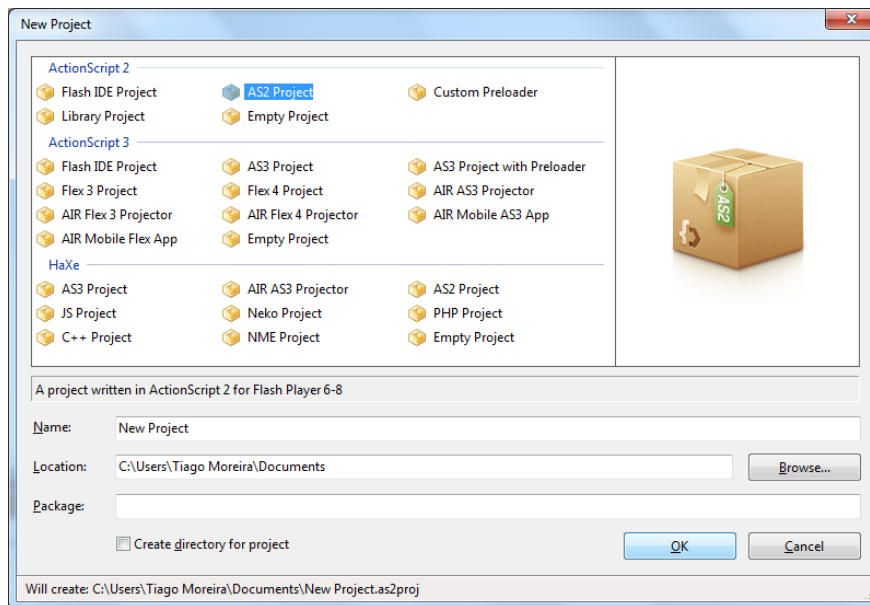 New Project
ActionScript 2
Flash IDE Project AS2 Project Custom Preloader
Library Project Empty Project
ActionScript 3
Flash IDE Project AS3 Project AS3 Project with Preloader
Flex 3 Project Flex 4 Project AIR AS3 Projector
AIR Flex 3 Projector AIR Flex 4 Projector AIR Mobile AS3 App
AIR Mobile Flex App Empty Project
HaXe
AS3 Project AIR AS3 Projector AS2 Project
JS Project Neko Project PHP Project
C++ Project NME Project Empty Project
AS2
A project written in ActionScript 2 for Flash Player 6-8
Name: New Project
Location: C:\Users\Tiago Moreira\Documents Browse...
Package:
Create directory for project OK Cancel
Will create: C:\Users\Tiago Moreira\Documents\New Project.as2proj